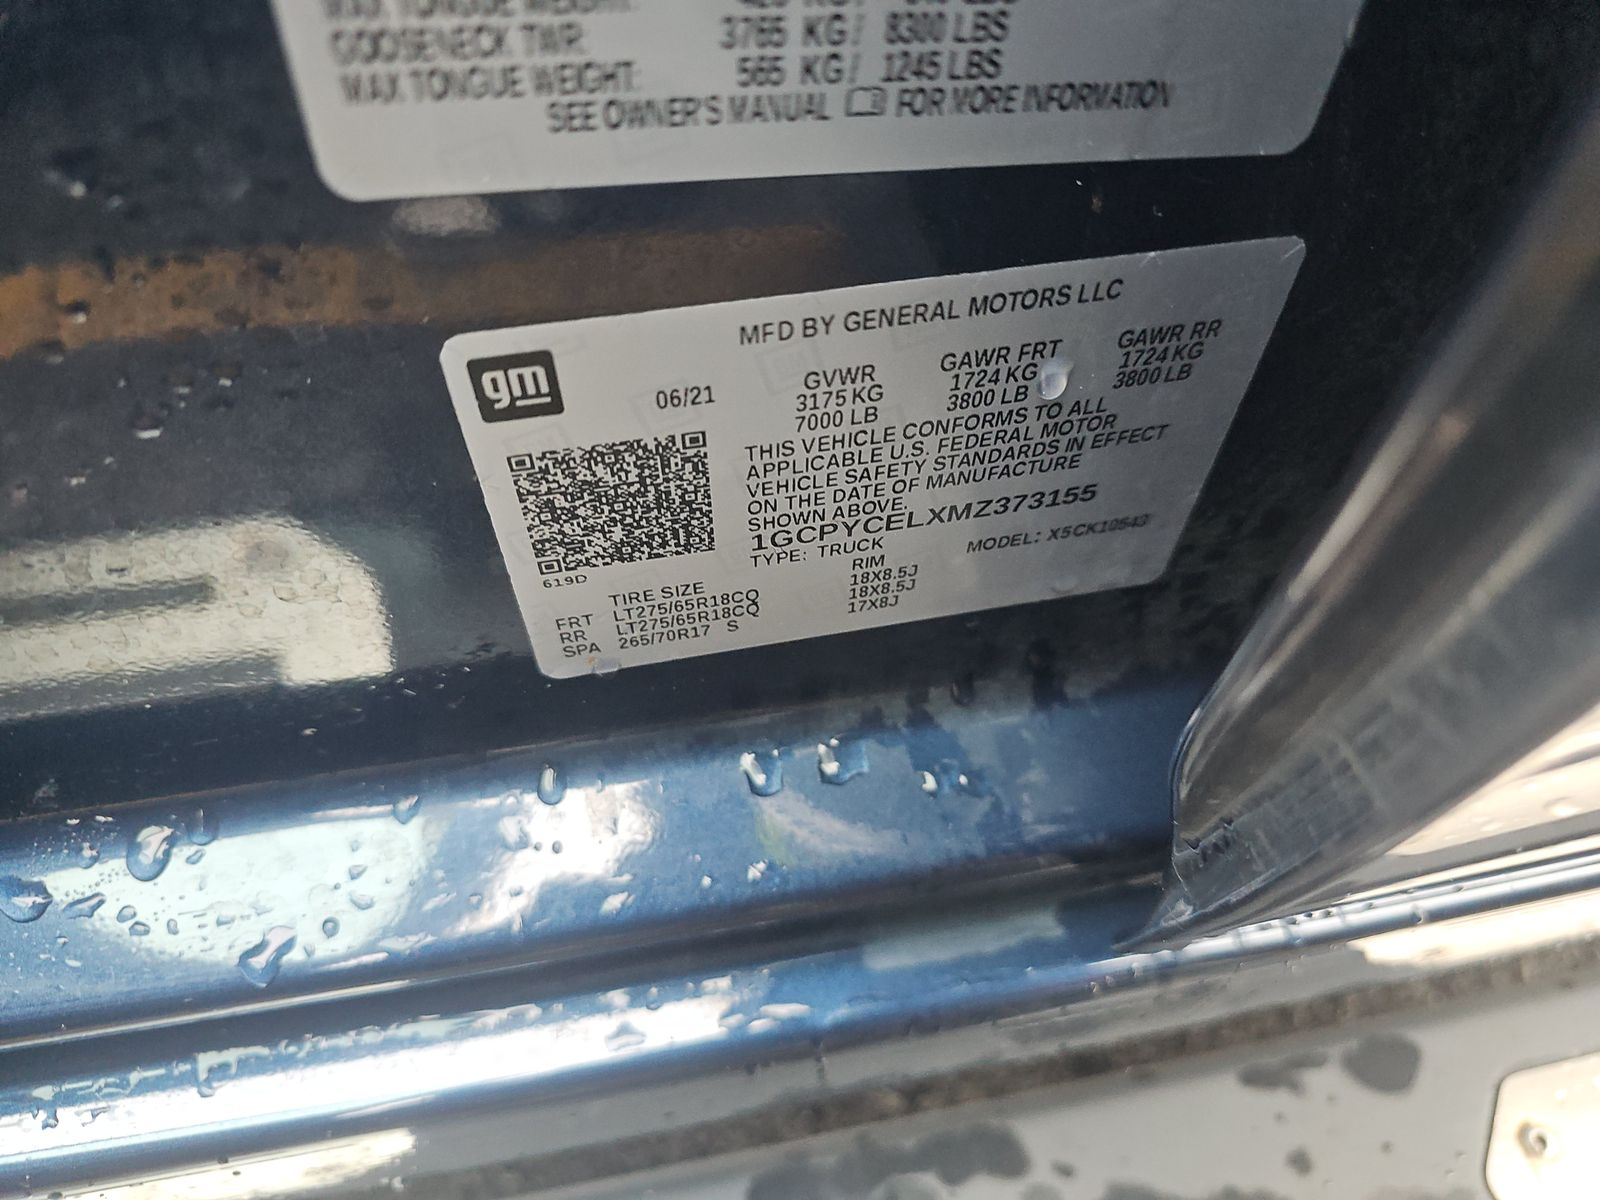 MAX TONGUE WEIGHT:
GOOSENECK TWR: 3765 KG/ 8300 LBS
MAX TONGUE WEIGHT: 565 KG/ 1245 LBS
SEE OWNER'S MANUAL FOR MORE INFORMATION
gm
MFD BY GENERAL MOTORS LLC
06/21
GVWR GAWR FRT GAWR RR
3175 KG 1724 KG 1724 KG
7000 LB 3800 LB 3800 LB
THIS VEHICLE CONFORMS TO ALL
APPLICABLE U.S. FEDERAL MOTOR
VEHICLE SAFETY STANDARDS IN EFFECT
ON THE DATE OF MANUFACTURE
SHOWN ABOVE.
1GCPYCELXMZ373155
TYPE: TRUCK MODEL: X5CK10543
619D
TIRE SIZE RIM
FRT LT275/65R18CQ 18X8.5J
RR LT275/65R18CQ 18X8.5J
SPA 265/70R17 S 17X8J